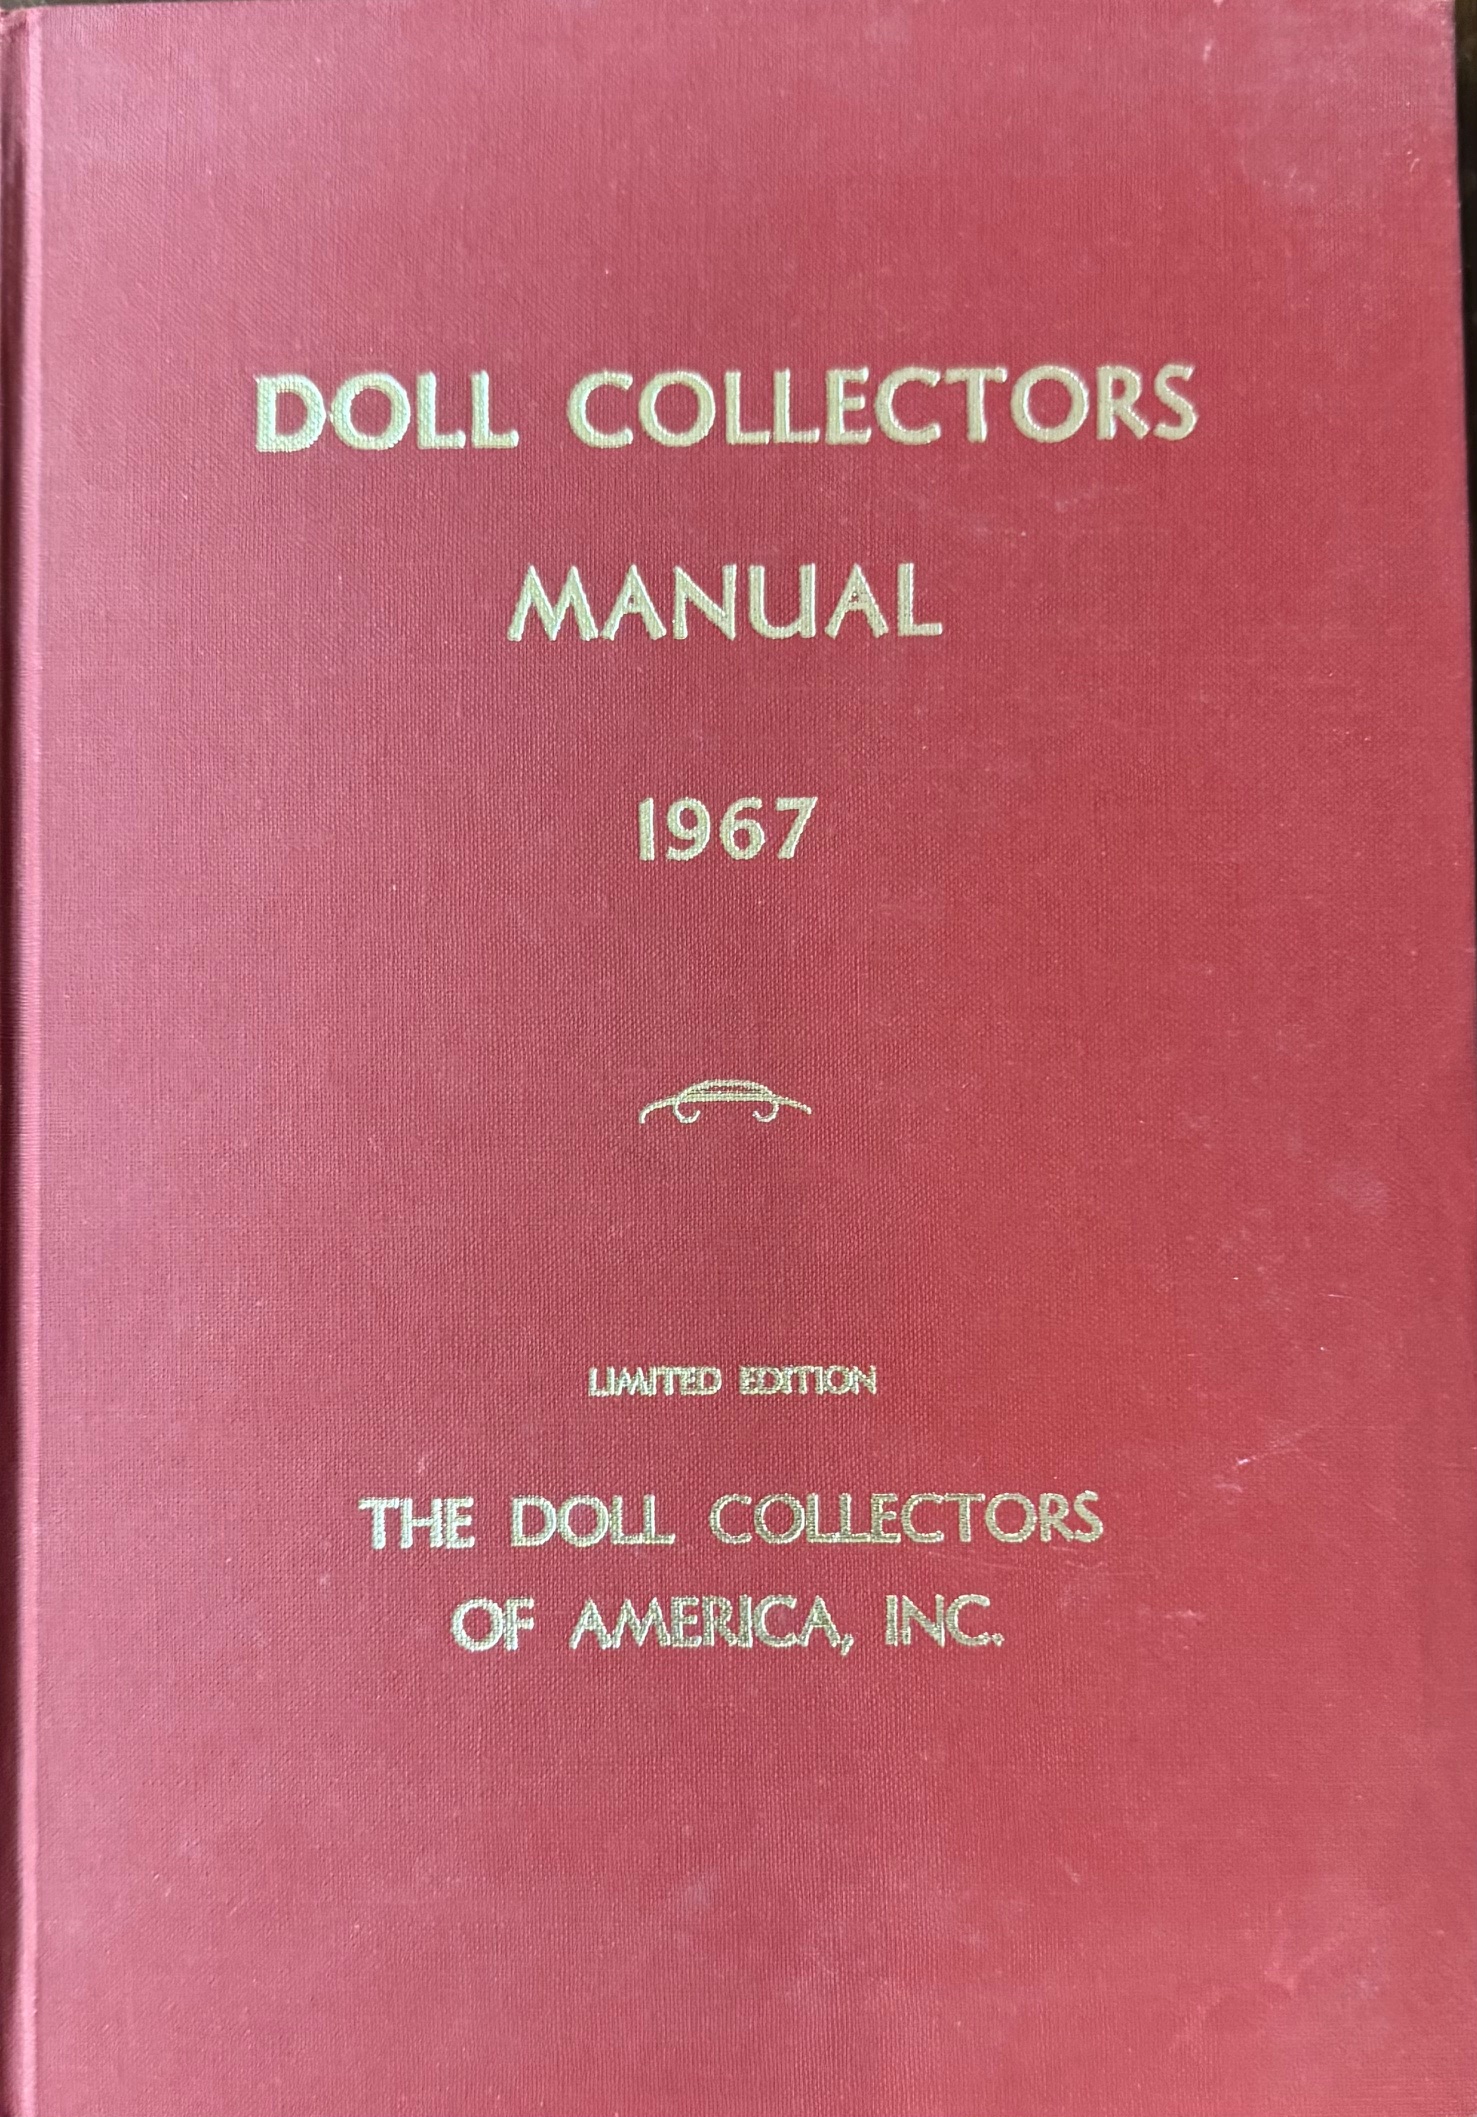 DOLL COLLECTORS
MANUAL
1967
LIMITED EDITION
THE DOLL COLLECTORS
OF AMERICA, INC.